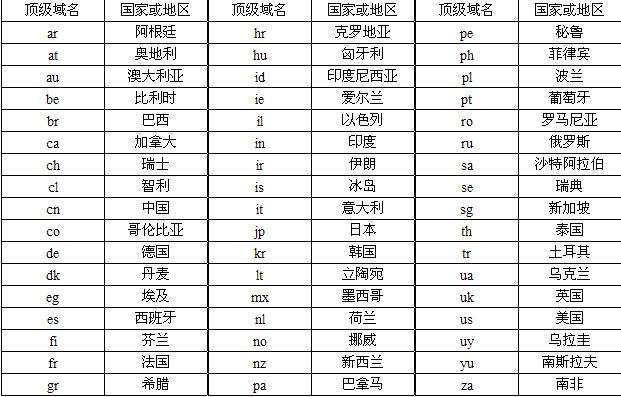 顶级域名 国家或地区 顶级域名 国家或地区 顶级域名 国家或地区
ar 阿根廷 hr 克罗地亚 pe 秘鲁
at 奥地利 hu 匈牙利 ph 菲律宾
au 澳大利亚 id 印度尼西亚 pl 波兰
be 比利时 ie 爱尔兰 pt 葡萄牙
br 巴西 il 以色列 ro 罗马尼亚
ca 加拿大 in 印度 ru 俄罗斯
ch 瑞士 ir 伊朗 sa 沙特阿拉伯
cl 智利 is 冰岛 se 瑞典
cn 中国 it 意大利 sg 新加坡
co 哥伦比亚 jp 日本 th 泰国
de 德国 kr 韩国 tr 土耳其
dk 丹麦 lt 立陶宛 ua 乌克兰
eg 埃及 mx 墨西哥 uk 英国
es 西班牙 nl 荷兰 us 美国
fi 芬兰 no 挪威 uy 乌拉圭
fr 法国 nz 新西兰 yu 南斯拉夫
gr 希腊 pa 巴拿马 za 南非